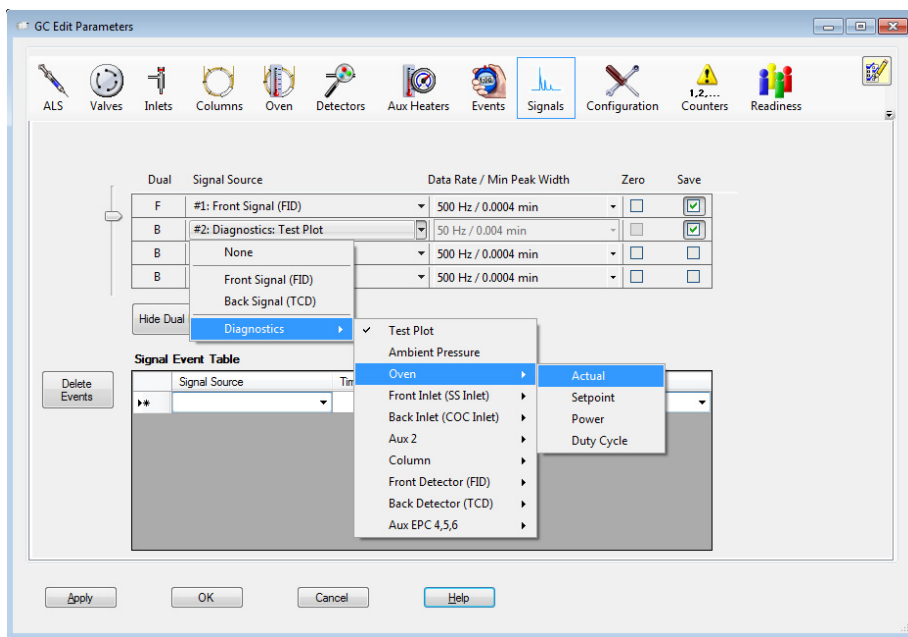 GC Edit Parameters
ALS Valves Inlets Columns Oven Detectors Aux Heaters Events Signals Configuration 1,2,... Counters Readiness
Dual Signal Source Data Rate / Min Peak Width Zero Save
F #1: Front Signal (FID) 500 Hz / 0.0004 min
B #2: Diagnostics: Test Plot 50 Hz / 0.004 min
B None 500 Hz / 0.0004 min
B Front Signal (FID) 500 Hz / 0.0004 min
Back Signal (TCD)
Hide Dual
Diagnostics
Test Plot
Ambient Pressure
Signal Event Table
Oven Actual
Delete Events
Signal Source
Front Inlet (SS Inlet) Setpoint
Back Inlet (COC Inlet) Power
Aux 2 Duty Cycle
Column
Front Detector (FID)
Back Detector (TCD)
Aux EPC 4,5,6
Apply OK Cancel Help